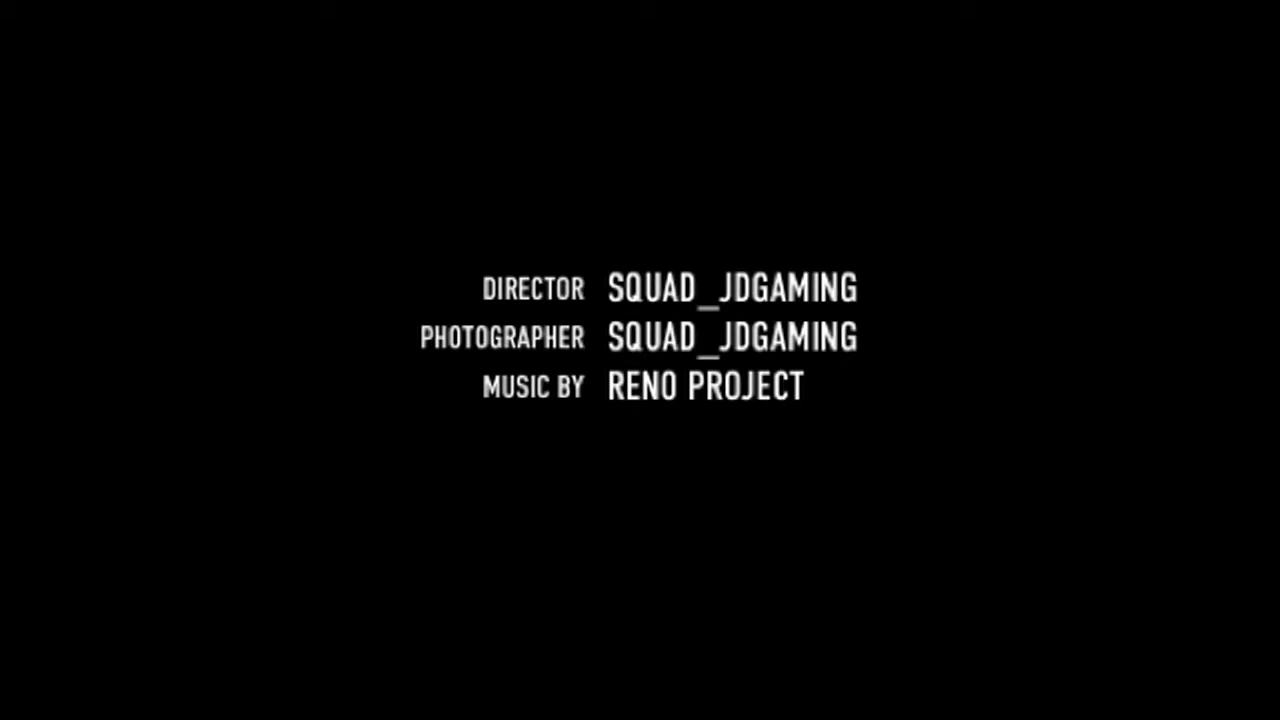 DIRECTOR SQUAD_JDGAMING
PHOTOGRAPHER SQUAD_JDGAMING
MUSIC BY RENO PROJECT